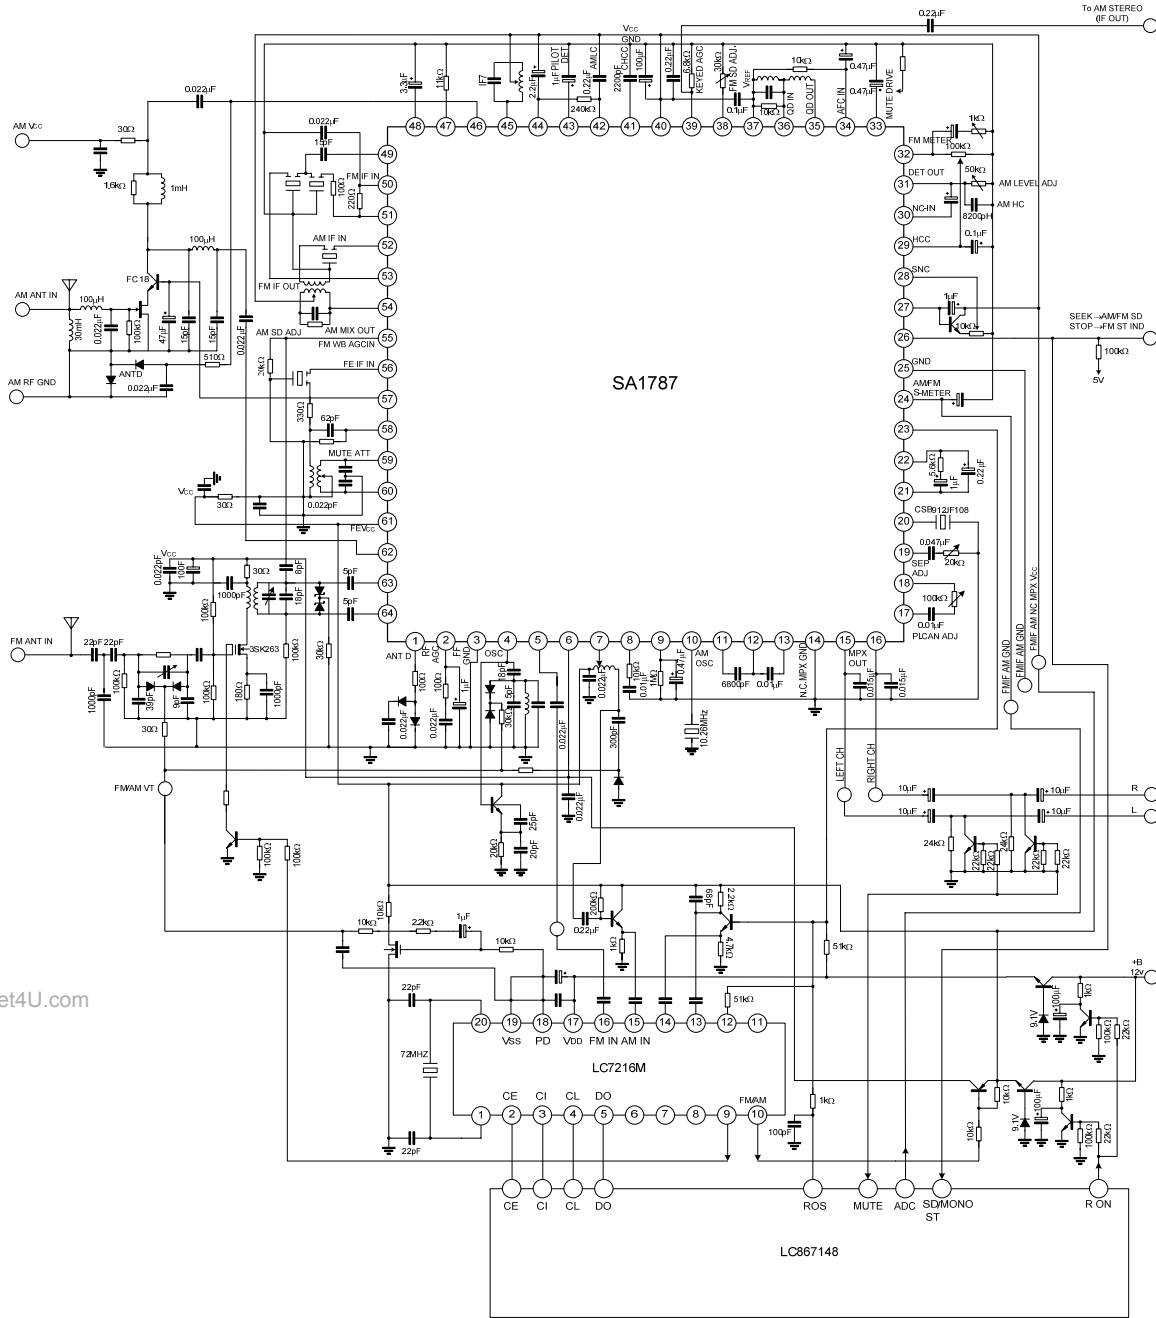 To AM STEREO
(IF OUT)
0.22µF
Vcc
GND
3.3µF
11kΩ
IF7
2.2µF
1µF PILOT
DET
0.22µF
AMLC
2200pF
CHCC
100µF
0.22µF
6.8kΩ
KEYED AGC
30kΩ
FM SD ADJ.
VREF
10kΩ
10kΩ
QD IN
QD OUT
AFC IN
0.47µF
0.47µF
MUTE DRIVE
240kΩ
0.1µF
48 47 46 45 44 43 42 41 40 39 38 37 36 35 34 33
AM Vcc
30Ω
0.022µF
1.6kΩ
1mH
100µH
FC18
AM ANT IN
100µH
30mH
0.022µF
100kΩ
47µF
15pF
15pF
0.022µF
510Ω
ANTD
AM RF GND
0.022µF
0.022µF
15pF
FM IF IN
100Ω
220Ω
AM IF IN
FM IF OUT
AM MIX OUT
AM SD ADJ
FM WB AGCIN
FE IF IN
20kΩ
330Ω
62pF
MUTE ATT
0.022pF
Vcc
30Ω
FEVcc
49
50
51
52
53
54
55
56
57
58
59
60
61
62
63
64
SA1787
32
31
30
29
28
27
26
25
24
23
22
21
20
19
18
17
FM METER
1kΩ
100kΩ
DET OUT
50kΩ
AM LEVEL ADJ
NC-IN
AM HC
8200pH
HCC
0.1µF
SNC
1µF
10kΩ
SEEK→AM/FM SD
STOP→FM ST IND
100kΩ
5V
GND
AM/FM
S-METER
5.6kΩ
1µF
0.22µF
CSB912JF108
0.047µF
SEP
ADJ
20kΩ
100kΩ
0.01µF
PLCAN ADJ
FMIF AM GND
FMIF AM GND
FMIF AM NC MPX Vcc
Vcc
0.022pF
100F
1000pF
30Ω
8pF
18pF
5pF
5pF
100kΩ
FM ANT IN
22pF 22pF
3SK263
100kΩ
30kΩ
1000pF
100kΩ
39pF
9pF
100kΩ
180Ω
1000pF
30Ω
FM/AM VT
1 2 3 4 5 6 7 8 9 10 11 12 13 14 15 16
ANT D
RF
AGC
FF
GND
OSC
AM
OSC
N.C. MPX GND
MPX
OUT
100Ω
100Ω
1µF
18pF
.5pF
30kΩ
0.022µF
0.022µF
0.022µF
0.022µF
300pF
10kΩ
0.01µF
1MΩ
0.47µF
10.26MHz
6800pF
0.01µF
0.015µF
0.015µF
0.022µF
LEFT CH
RIGHT CH
10µF
10µF
R
10µF
10µF
L
24kΩ
22kΩ
22kΩ
24kΩ
22kΩ
22kΩ
100kΩ
100kΩ
25pF
20kΩ
20pF
10kΩ
10kΩ
22kΩ
1µF
10kΩ
200kΩ
0.22µF
1kΩ
68pF
2.2kΩ
4.7kΩ
51kΩ
51kΩ
+B
12v
9.1V
100µF
1kΩ
100kΩ
22kΩ
et4U.com
22pF
72MHZ
22pF
20 19 18 17 16 15 14 13 12 11
Vss PD VDD FM IN AM IN
LC7216M
CE CI CL DO FM/AM
1 2 3 4 5 6 7 8 9 10
1kΩ
100pF
10kΩ
10kΩ
9.1V
100µF
1kΩ
100kΩ
22kΩ
CE CI CL DO ROS MUTE ADC SD/MONO R ON
ST
LC867148